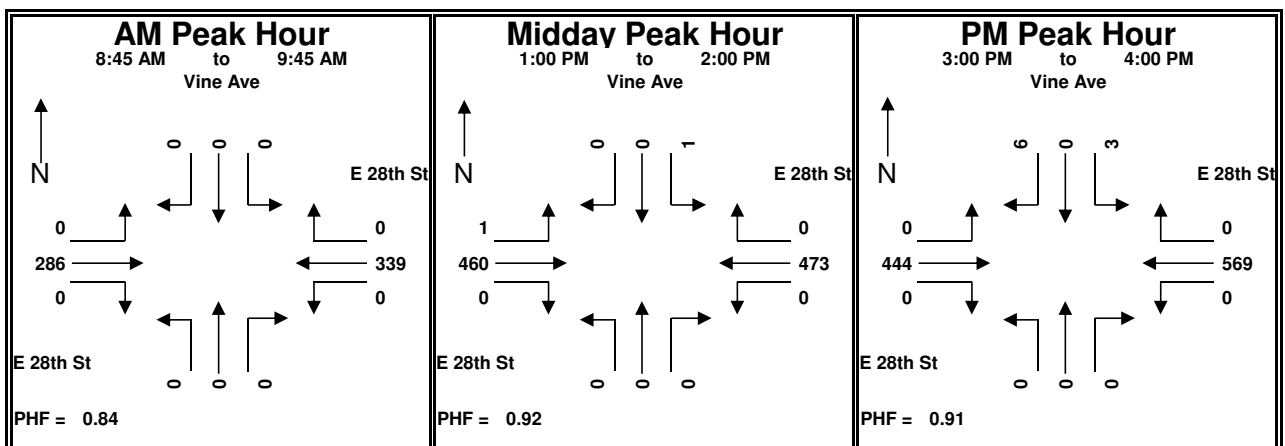 AM Peak Hour
8:45 AM to 9:45 AM
Vine Ave
0 0 0
N
E 28th St
0 0
286 339
0 0
E 28th St
0 0 0
PHF = 0.84
Midday Peak Hour
1:00 PM to 2:00 PM
Vine Ave
0 0 1
N
E 28th St
1 0
460 473
0 0
E 28th St
0 0 0
PHF = 0.92
PM Peak Hour
3:00 PM to 4:00 PM
Vine Ave
6 0 3
N
E 28th St
0 0
444 569
0 0
E 28th St
0 0 0
PHF = 0.91